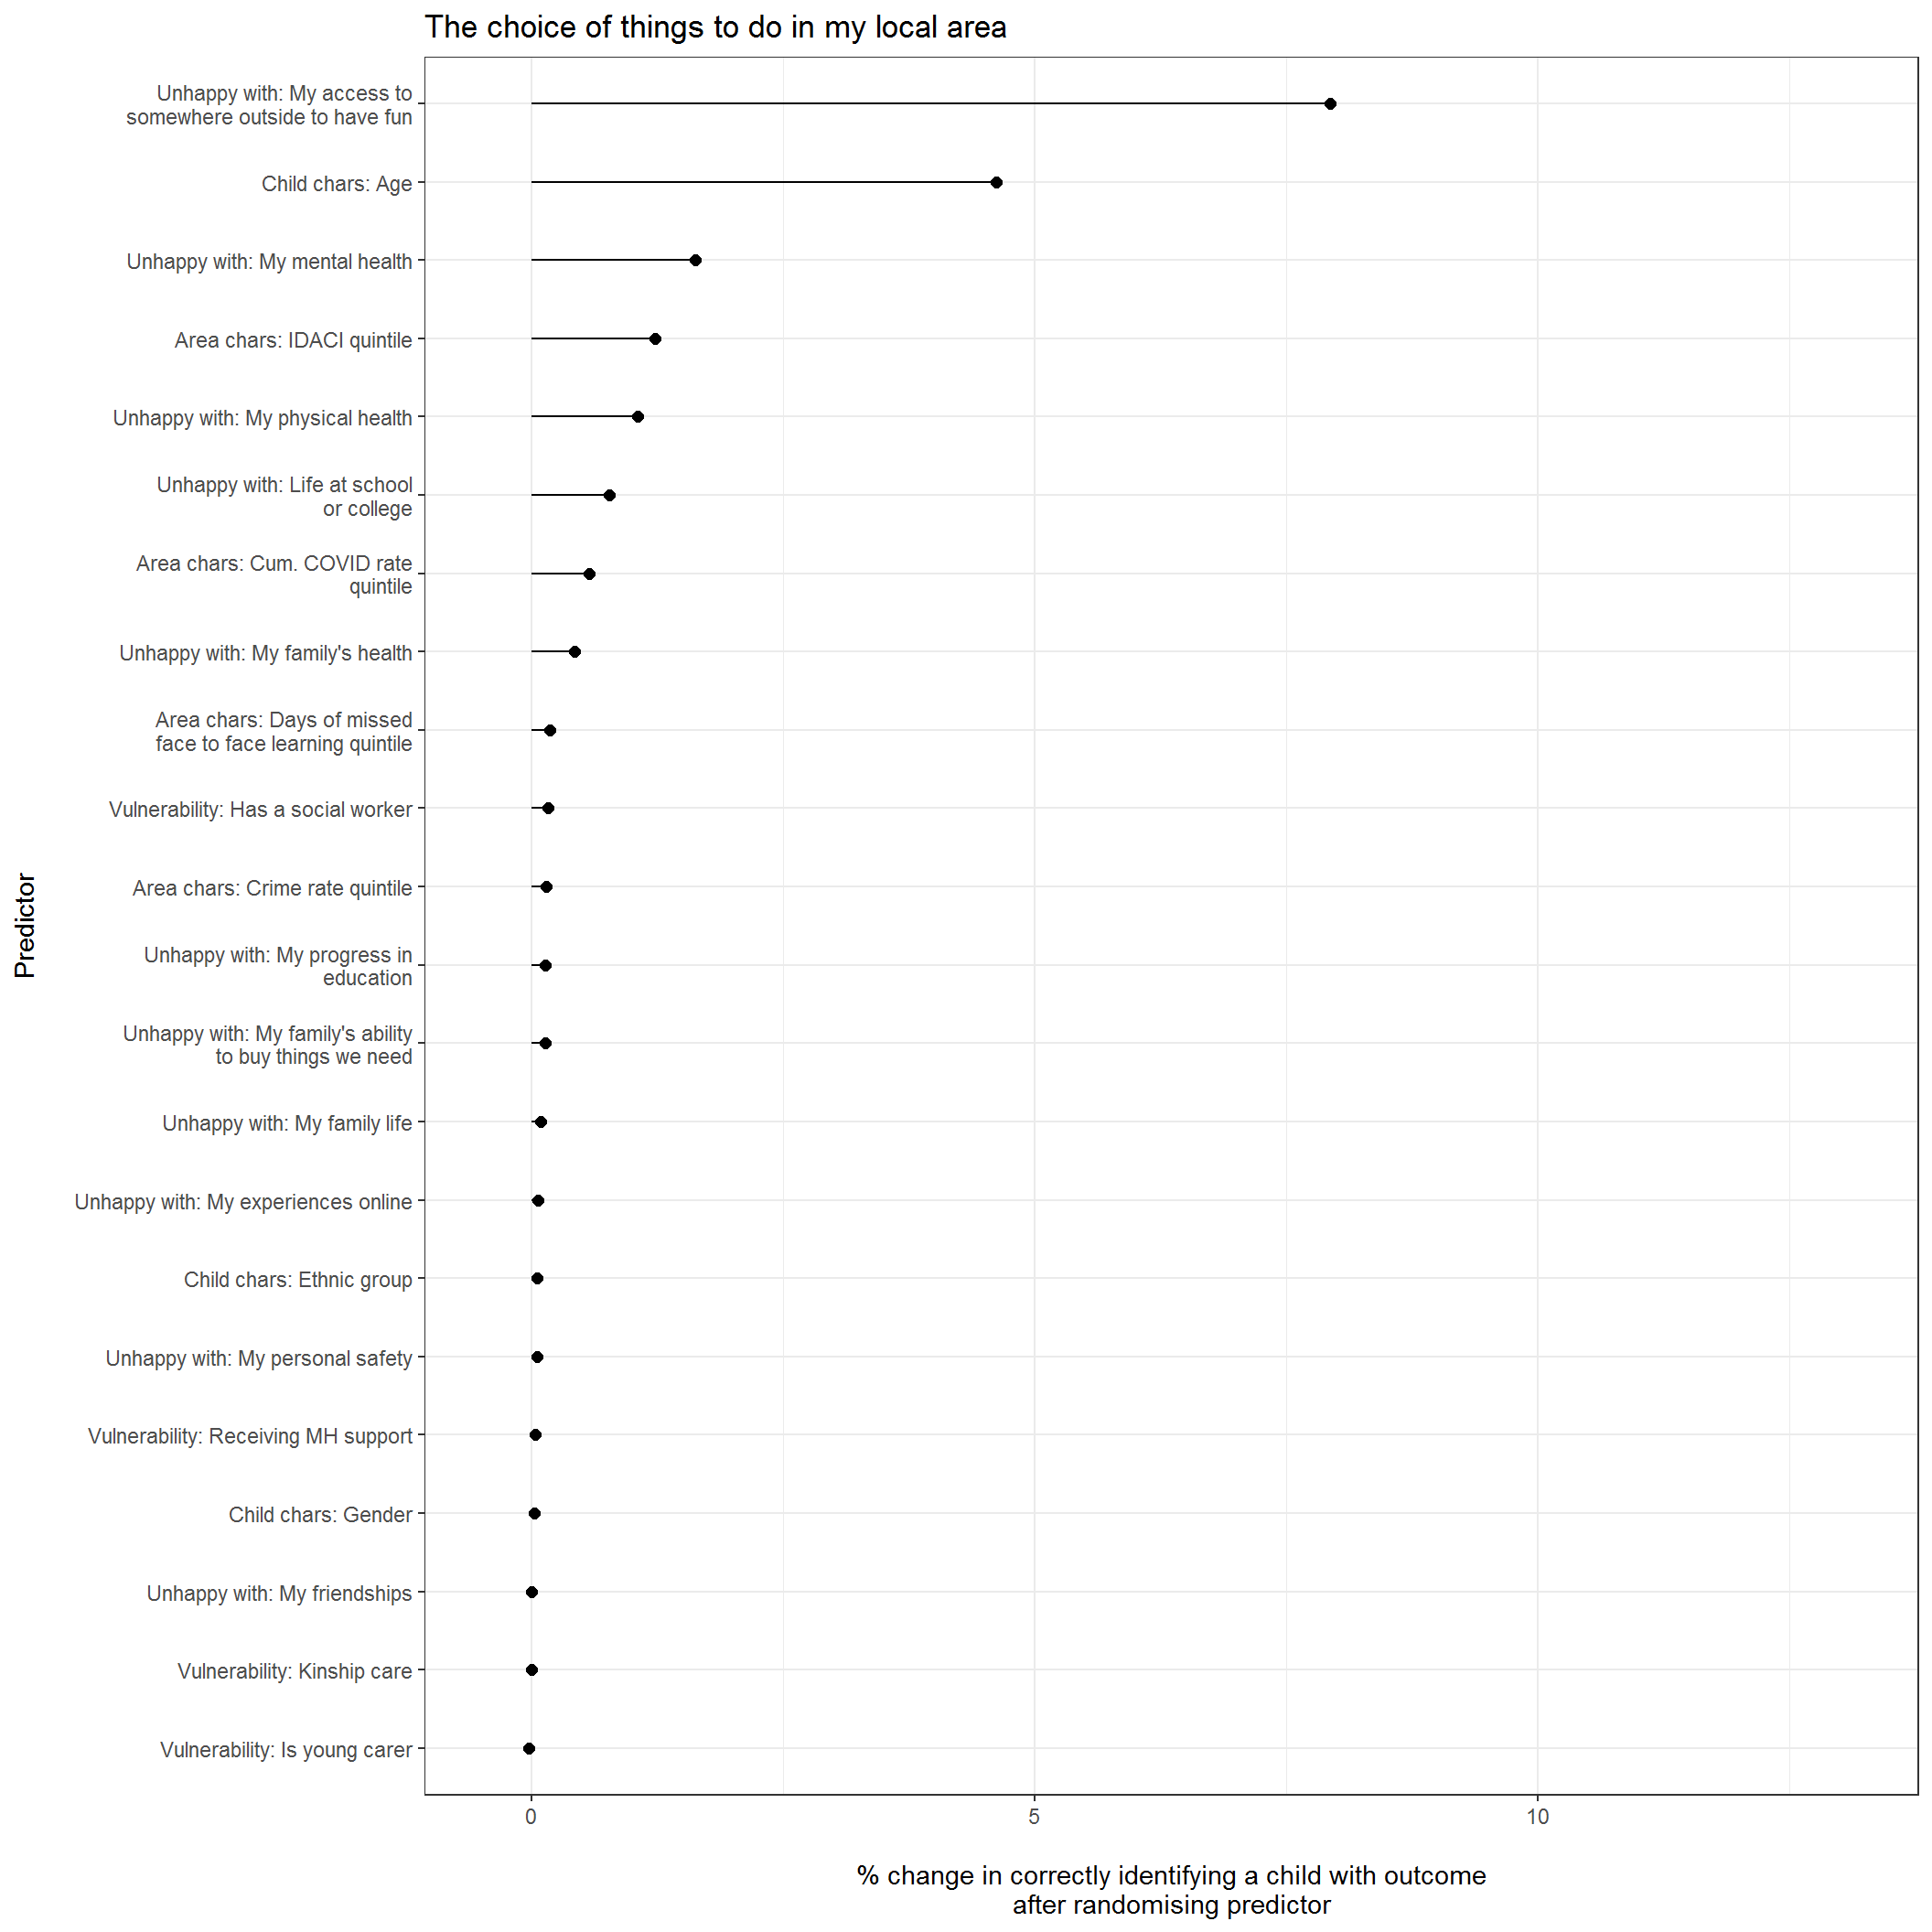 The choice of things to do in my local area
Unhappy with: My access to
somewhere outside to have fun
Child chars: Age
Unhappy with: My mental health
Area chars: IDACI quintile
Unhappy with: My physical health
Unhappy with: Life at school
or college
Area chars: Cum. COVID rate
quintile
Unhappy with: My family's health
Area chars: Days of missed
face to face learning quintile
Vulnerability: Has a social worker
Area chars: Crime rate quintile
Unhappy with: My progress in
education
Unhappy with: My family's ability
to buy things we need
Unhappy with: My family life
Unhappy with: My experiences online
Child chars: Ethnic group
Unhappy with: My personal safety
Vulnerability: Receiving MH support
Child chars: Gender
Unhappy with: My friendships
Vulnerability: Kinship care
Vulnerability: Is young carer
Predictor
0
5
10
% change in correctly identifying a child with outcome
after randomising predictor